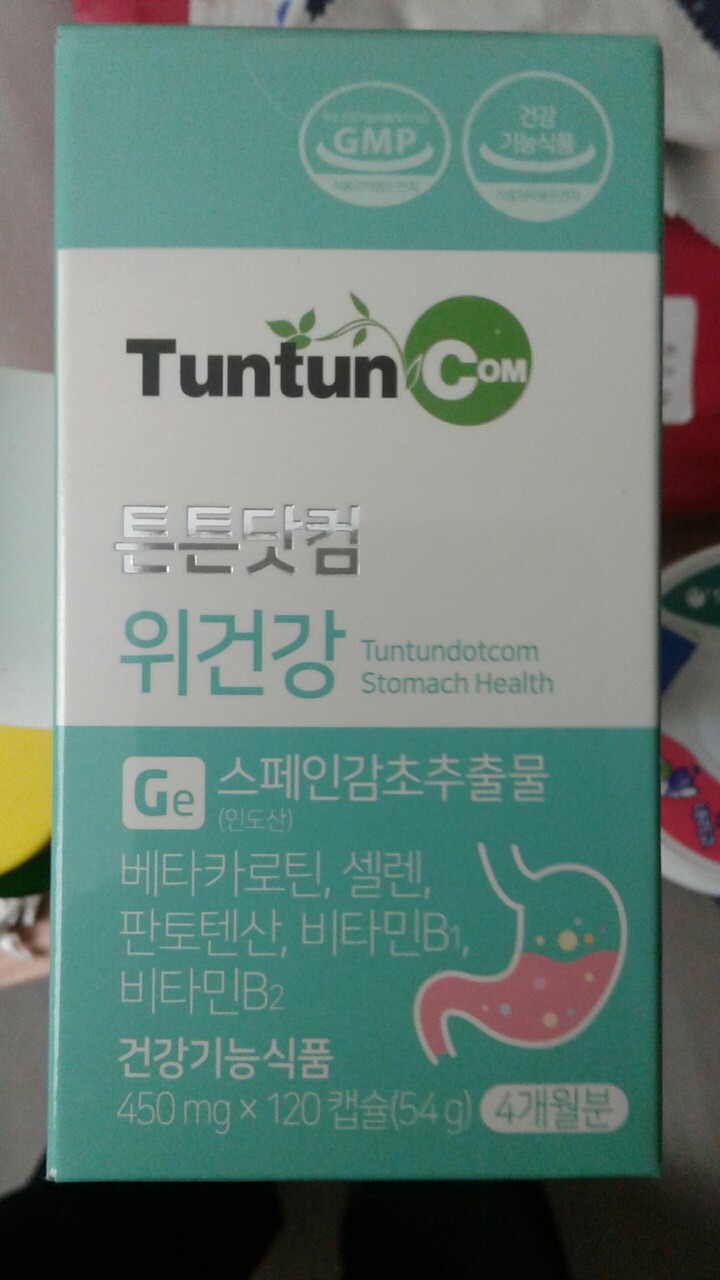 GMP
건강
기능식품
Tuntun COM
튼튼닷컴
위건강
Tuntundotcom
Stomach Health
Ge 스페인감초추출물
(인도산)
베타카로틴, 셀렌,
판토텐산, 비타민B1,
비타민B2
건강기능식품
450 mg × 120 캡슐(54 g) 4개월분